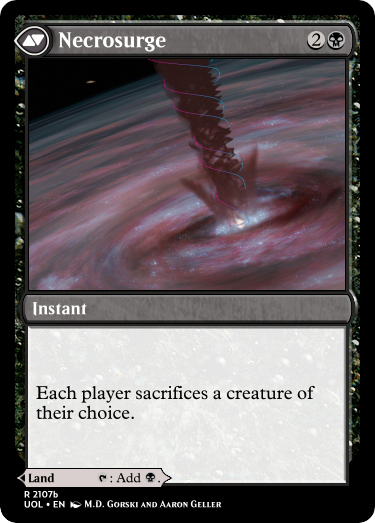 Necrosurge 2
Instant
Each player sacrifices a creature of
their choice.
Land : Add .
R 2107b
UOL • EN M.D. Gorski and Aaron Geller